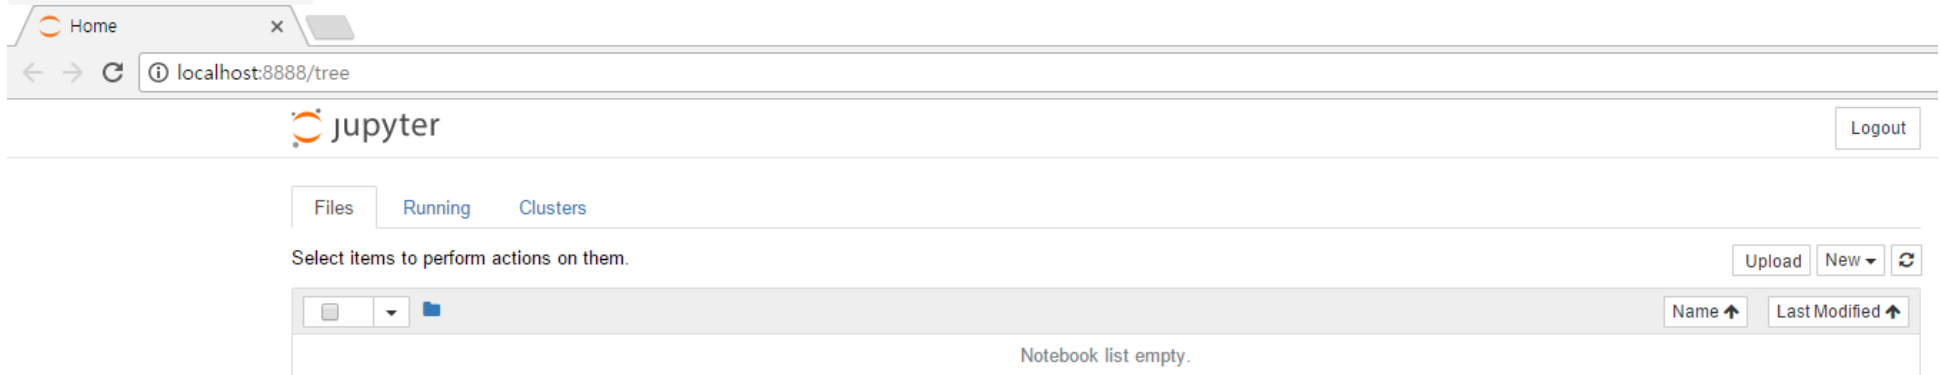 Home
localhost:8888/tree
jupyter
Logout
Files Running Clusters
Select items to perform actions on them.
Upload New
Name Last Modified
Notebook list empty.